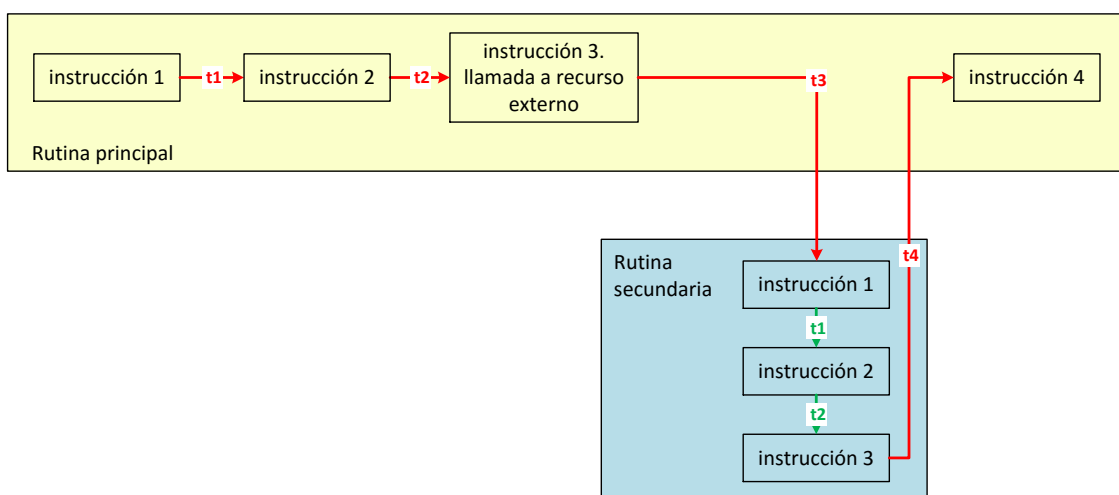 instrucción 1
t1
instrucción 2
t2
instrucción 3.
llamada a recurso
externo
t3
instrucción 4
Rutina principal
Rutina
secundaria
t4
instrucción 1
t1
instrucción 2
t2
instrucción 3